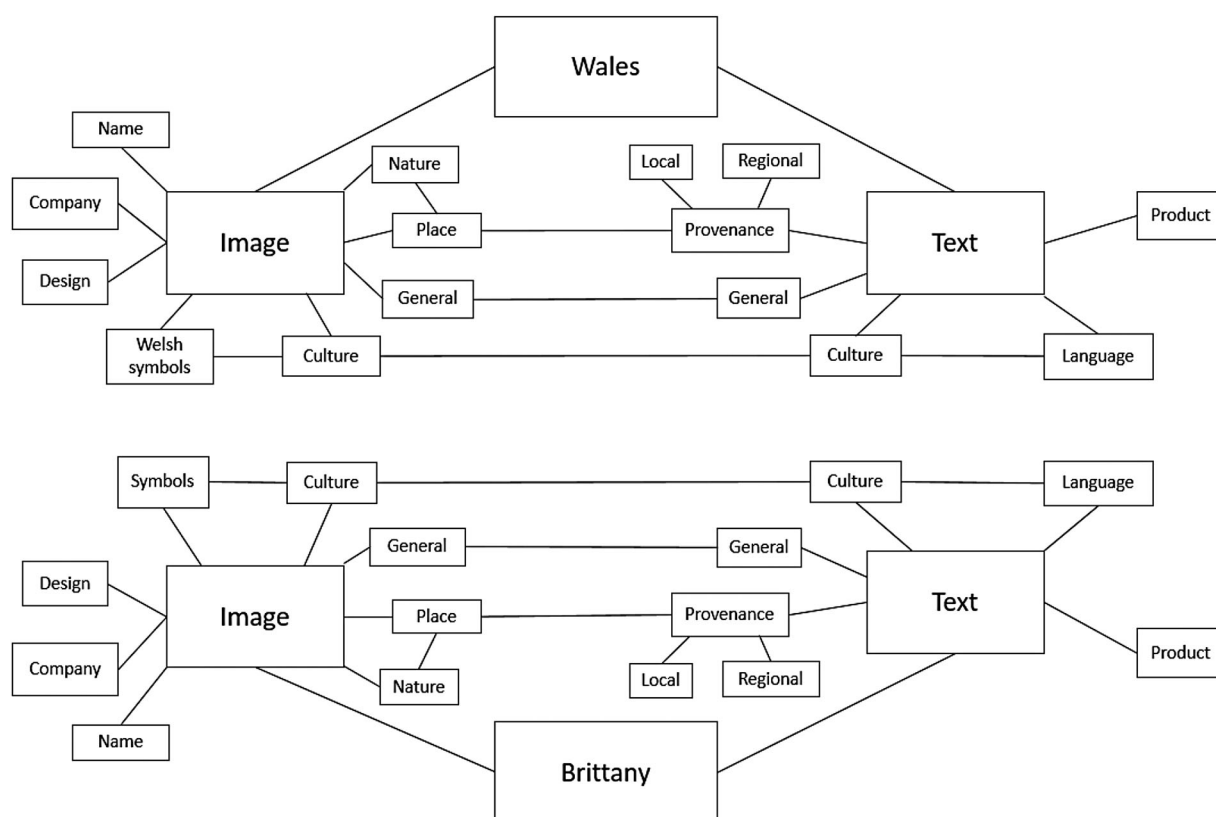 Wales
Name
Nature
Local
Regional
Company
Image
Place
Provenance
Text
Product
Design
General
General
Welsh
symbols
Culture
Culture
Language
Symbols
Culture
Culture
Language
General
General
Design
Image
Place
Provenance
Text
Company
Nature
Local
Regional
Product
Name
Brittany